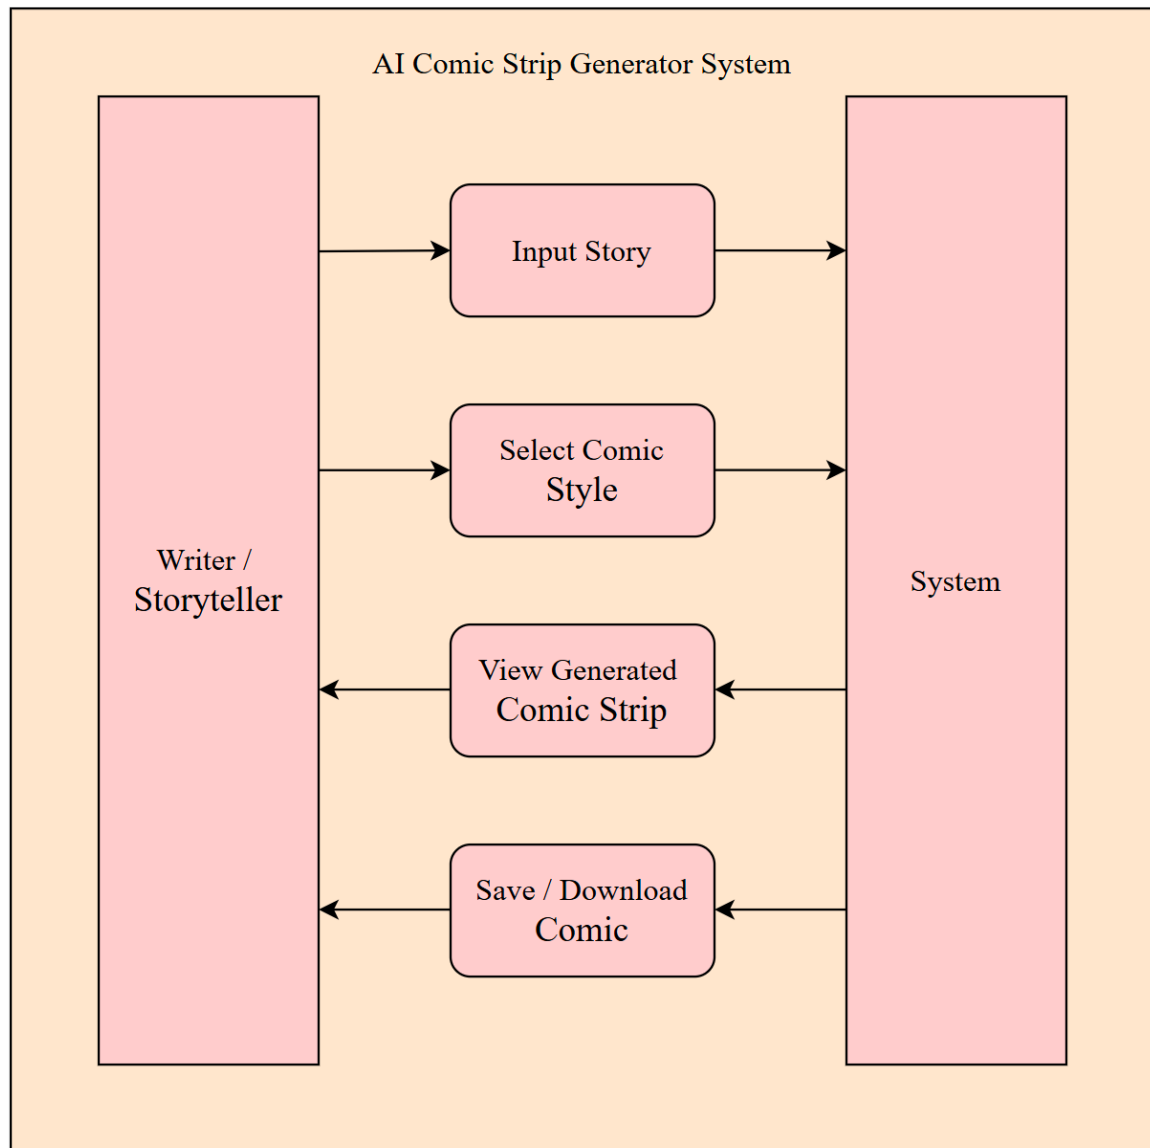 AI Comic Strip Generator System
Input Story
Select Comic
Style
Writer /
Storyteller
System
View Generated
Comic Strip
Save / Download
Comic